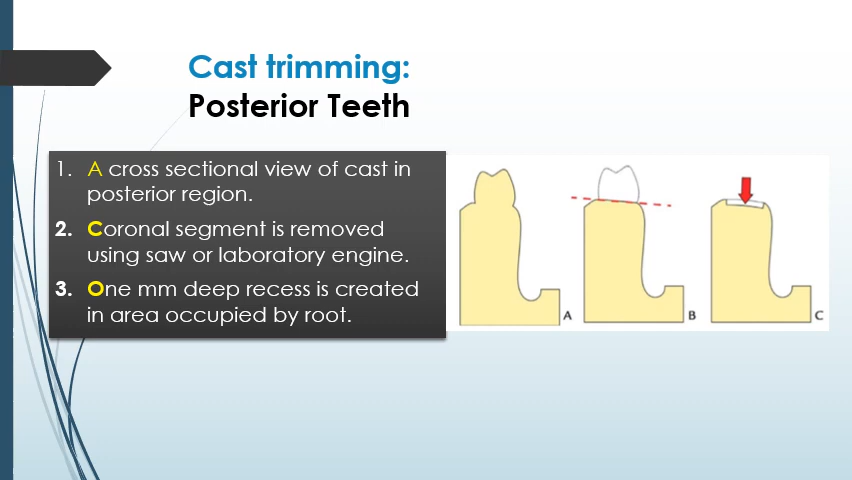 Cast trimming:
Posterior Teeth
1. A cross sectional view of cast in
posterior region.
2. Coronal segment is removed
using saw or laboratory engine.
3. One mm deep recess is created
in area occupied by root.
A
B
C